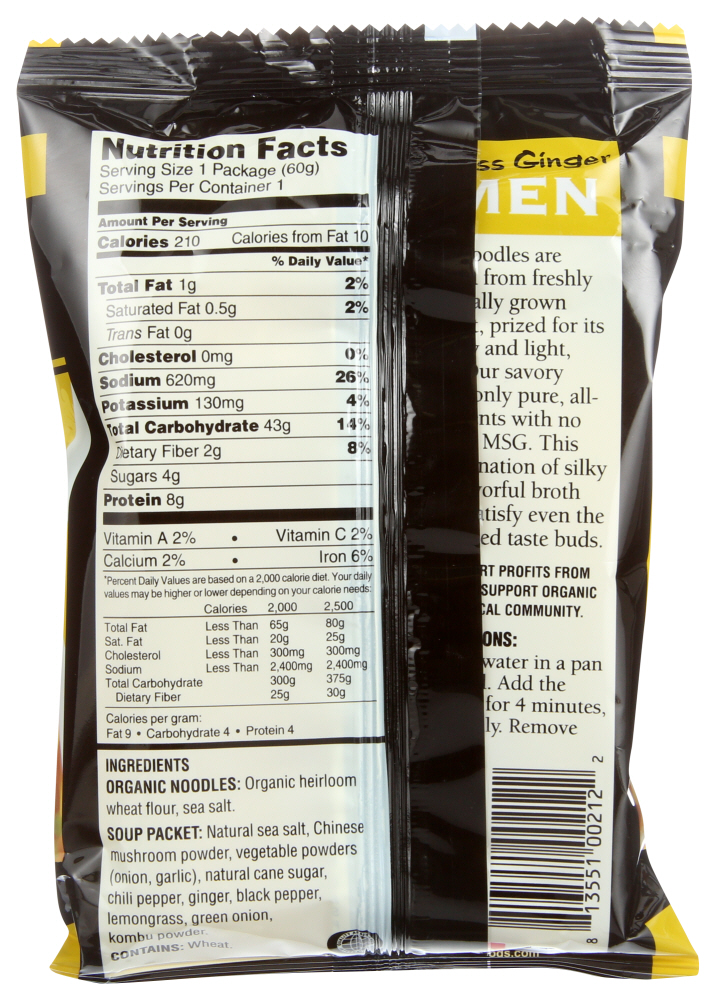 Nutrition Facts
Serving Size 1 Package (60g)
Servings Per Container 1
Amount Per Serving
Calories 210 Calories from Fat 10
% Daily Value*
Total Fat 1g 2%
Saturated Fat 0.5g 2%
Trans Fat 0g
Cholesterol 0mg 0%
Sodium 620mg 26%
Potassium 130mg 4%
Total Carbohydrate 43g 14%
Dietary Fiber 2g 8%
Sugars 4g
Protein 8g
Vitamin A 2% • Vitamin C 2%
Calcium 2% • Iron 6%
*Percent Daily Values are based on a 2,000 calorie diet. Your daily
values may be higher or lower depending on your calorie needs:
Calories 2,000 2,500
Total Fat Less Than 65g 80g
Sat. Fat Less Than 20g 25g
Cholesterol Less Than 300mg 300mg
Sodium Less Than 2,400mg 2,400mg
Total Carbohydrate 300g 375g
Dietary Fiber 25g 30g
Calories per gram:
Fat 9 • Carbohydrate 4 • Protein 4
INGREDIENTS
ORGANIC NOODLES: Organic heirloom
wheat flour, sea salt.
SOUP PACKET: Natural sea salt, Chinese
mushroom powder, vegetable powders
(onion, garlic), natural cane sugar,
chili pepper, ginger, black pepper,
lemongrass, green onion,
kombu powder.
CONTAINS: Wheat.
ss Ginger
MEN
oodles are
from freshly
ally grown
, prized for its
and light,
our savory
only pure, all-
nts with no
MSG. This
nation of silky
vorful broth
atisfy even the
ed taste buds.
RT PROFITS FROM
SUPPORT ORGANIC
CAL COMMUNITY.
ONS:
water in a pan
. Add the
for 4 minutes,
ly. Remove
8 13551 00212 2
ods.com